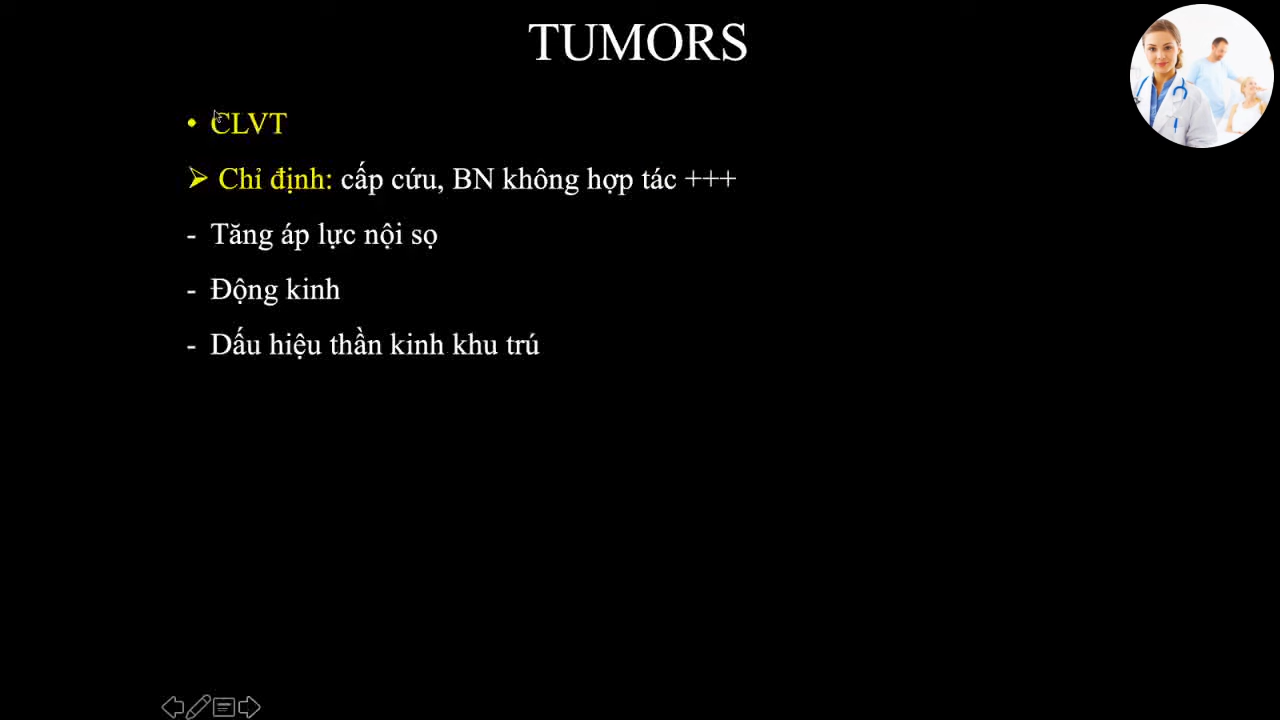 TUMORS
• CLVT
➢ Chỉ định: cấp cứu, BN không hợp tác +++
- Tăng áp lực nội sọ
- Động kinh
- Dấu hiệu thần kinh khu trú